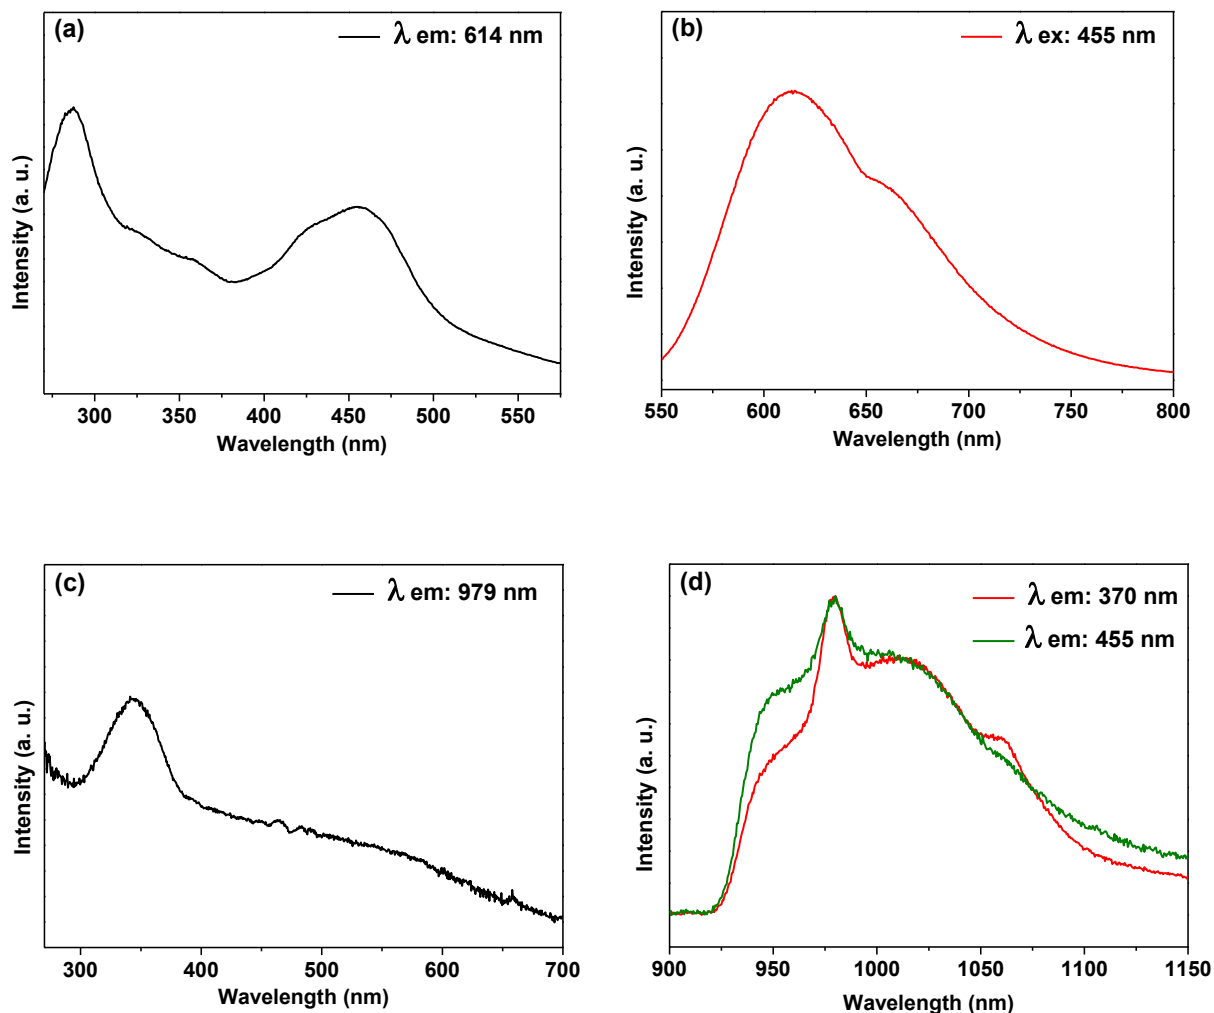 (a)
λ em: 614 nm
Intensity (a. u.)
300 350 400 450 500 550
Wavelength (nm)
(b)
λ ex: 455 nm
Intensity (a. u.)
550 600 650 700 750 800
Wavelength (nm)
(c)
λ em: 979 nm
Intensity (a. u.)
300 400 500 600 700
Wavelength (nm)
(d)
λ em: 370 nm
λ em: 455 nm
Intensity (a. u.)
900 950 1000 1050 1100 1150
Wavelength (nm)